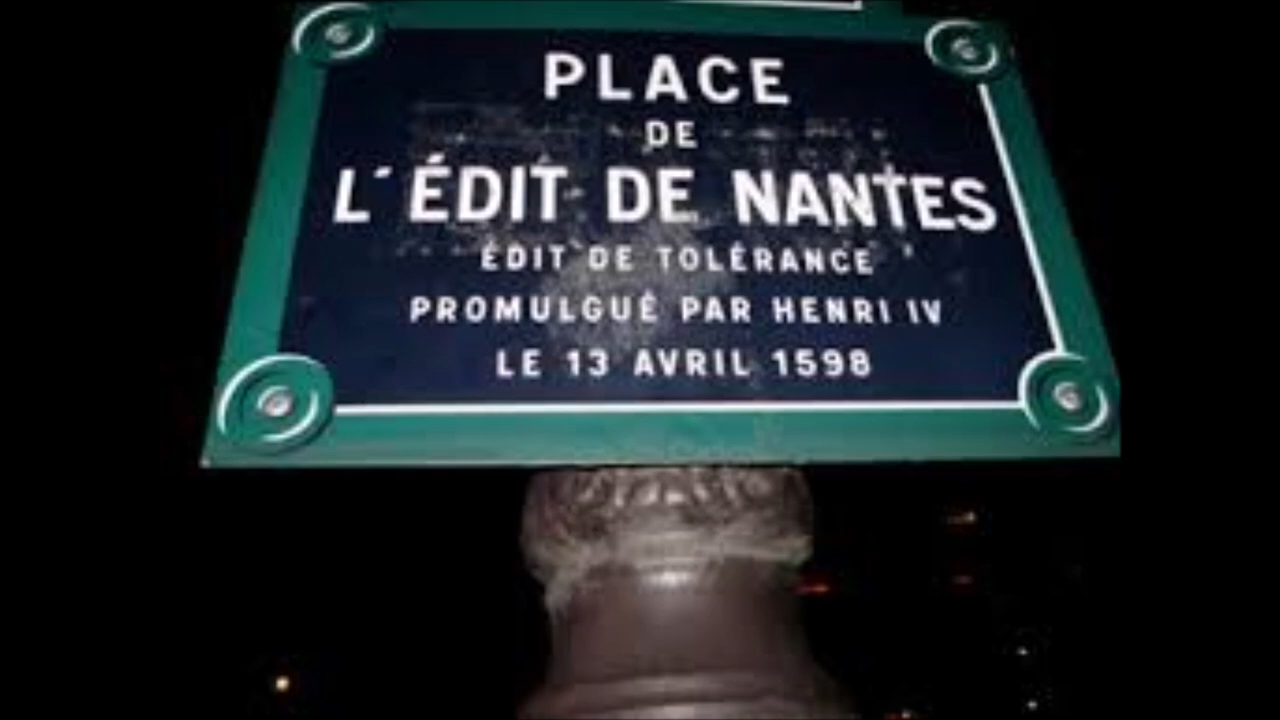 PLACE
DE
L'ÉDIT DE NANTES
ÉDIT DE TOLÉRANCE
PROMULGUÉ PAR HENRI IV
LE 13 AVRIL 1598